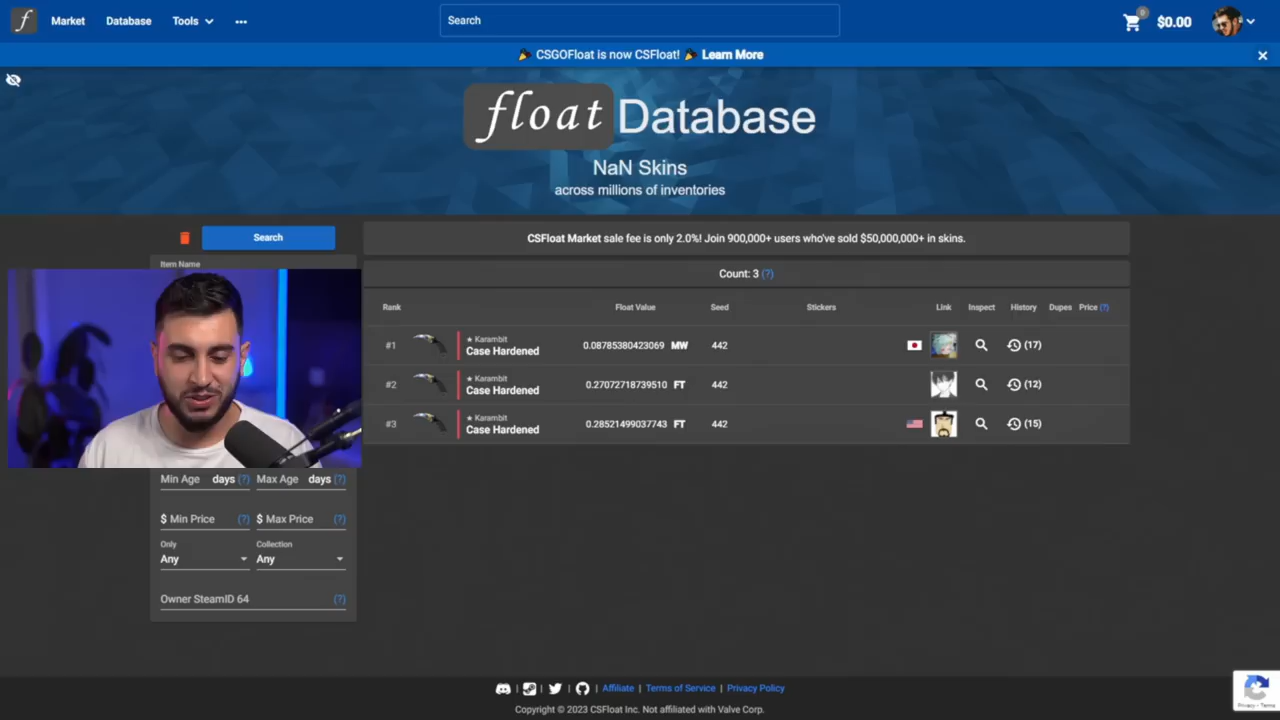 f Market Database Tools ••• Search 0 $0.00
🎉 CSGOFloat is now CSFloat! 🎉 Learn More
float Database
NaN Skins
across millions of inventories
Search
CSFloat Market sale fee is only 2.0%! Join 900,000+ users who've sold $50,000,000+ in skins.
Item Name
Count: 3 (?)
Rank Float Value Seed Stickers Link Inspect History Dupes Price (?)
#1 ★ Karambit Case Hardened 0.08785380423069 MW 442 (17)
#2 ★ Karambit Case Hardened 0.27072718739510 FT 442 (12)
#3 ★ Karambit Case Hardened 0.28521499037743 FT 442 (15)
Min Age days (?) Max Age days (?)
$ Min Price (?) $ Max Price (?)
Only Collection
Any Any
Owner SteamID 64 (?)
| | | | Affiliate | Terms of Service | Privacy Policy
Copyright © 2023 CSFloat Inc. Not affiliated with Valve Corp.
Privacy - Terms